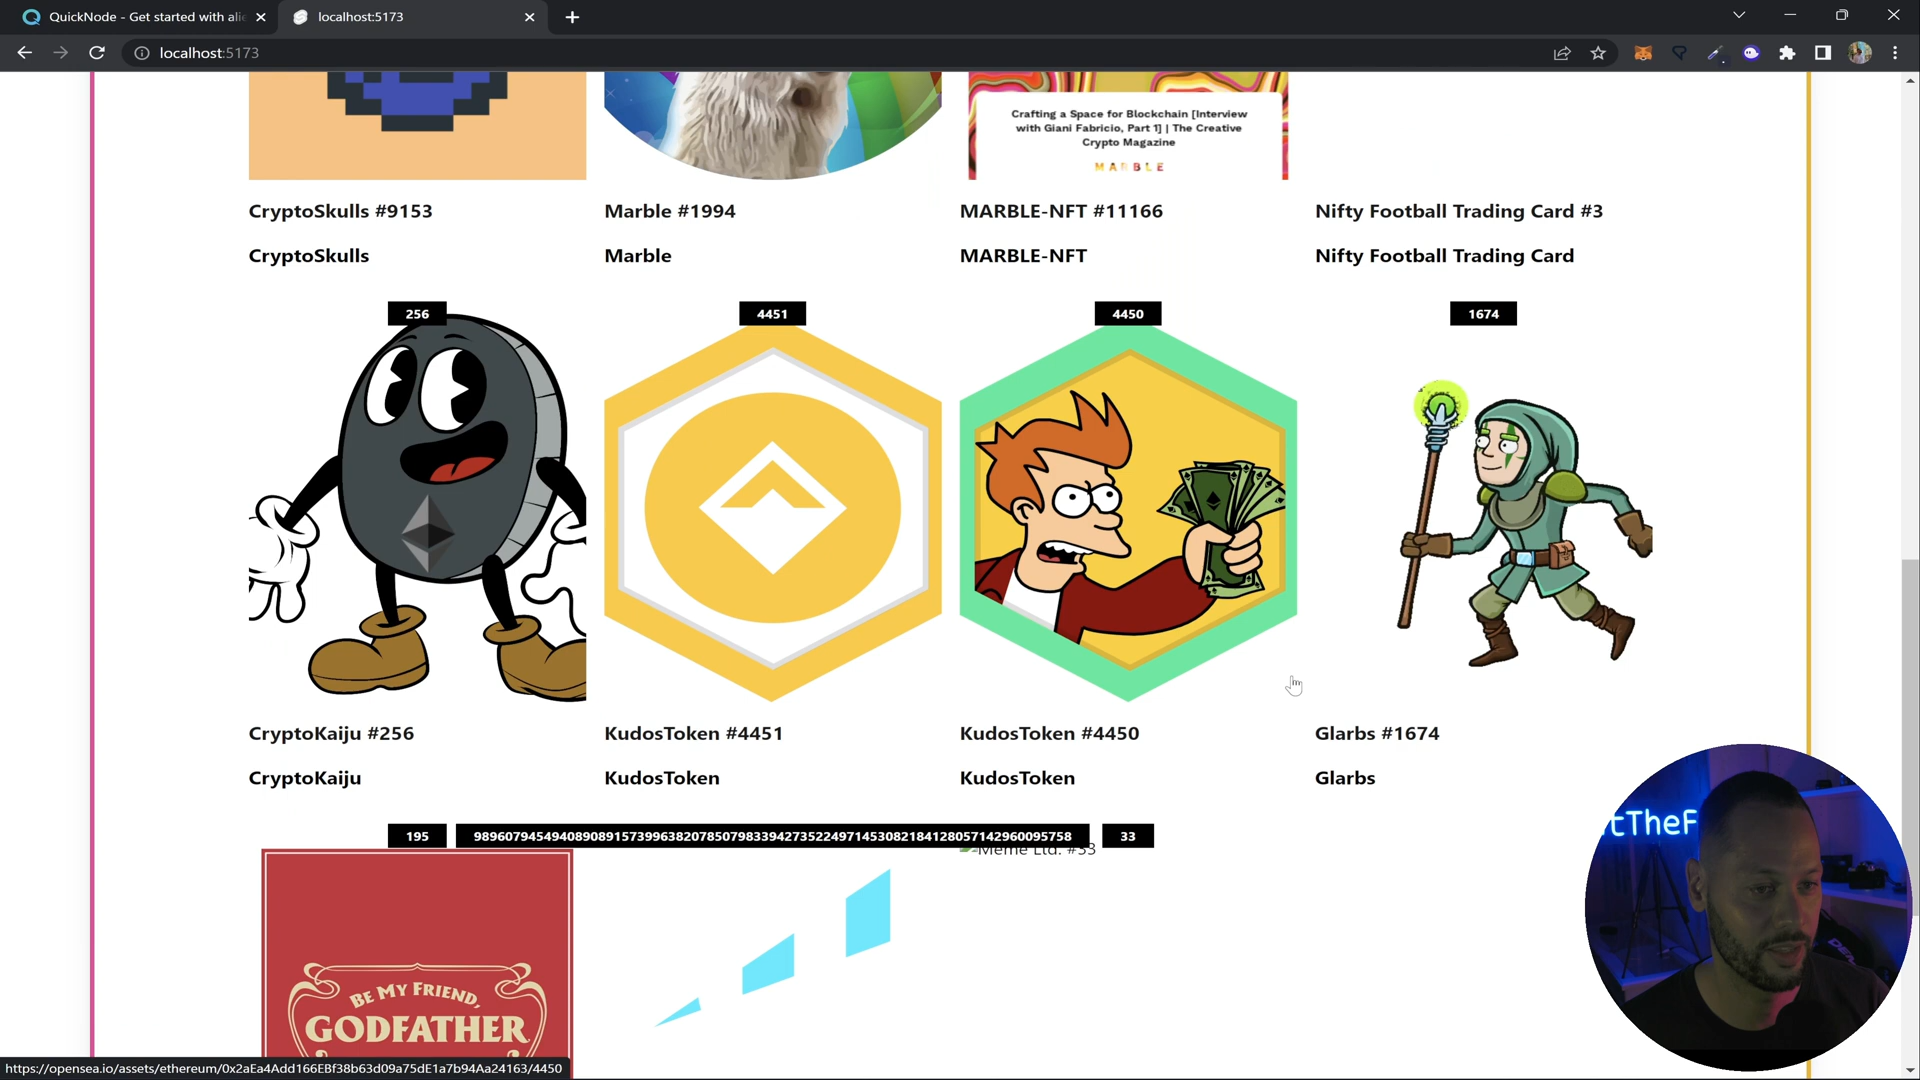 QuickNode - Get started with alie
localhost:5173
localhost:5173
Crafting a Space for Blockchain [Interview
with Giani Fabricio, Part 1] | The Creative
Crypto Magazine
MARBLE
CryptoSkulls #9153
Marble #1994
MARBLE-NFT #11166
Nifty Football Trading Card #3
CryptoSkulls
Marble
MARBLE-NFT
Nifty Football Trading Card
256
4451
4450
1674
CryptoKaiju #256
KudosToken #4451
KudosToken #4450
Glarbs #1674
CryptoKaiju
KudosToken
KudosToken
Glarbs
195
98960794549408908915739963820785079833942735224971453082184128057142960095758
33
Meme Ltd. #33
tTheF
BE MY FRIEND,
GODFATHER
https://opensea.io/assets/ethereum/0x2aEa4Add166EBf38b63d09a75dE1a7b94Aa24163/4450